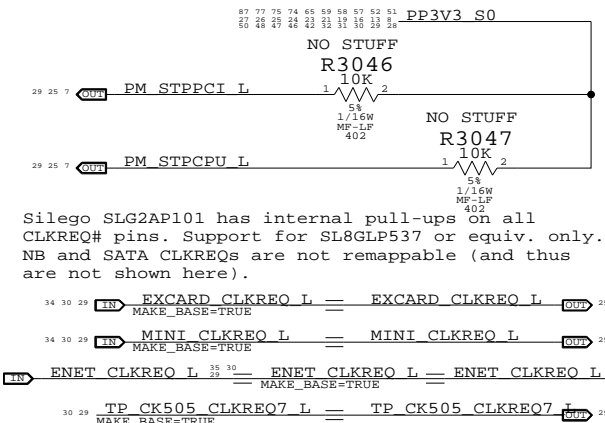 87 77 75 74 65 59 58 57 52 51
27 26 25 24 23 21 19 16 13 8 PP3V3_S0
50 48 47 46 42 32 31 30 29 28
NO STUFF
R3046
10K
29 25 7 OUT PM_STPPCI_L 1 2
5%
1/16W
MF-LF
402
NO STUFF
R3047
10K
29 25 7 OUT PM_STPCPU_L 1 2
5%
1/16W
MF-LF
402
Silego SLG2AP101 has internal pull-ups on all
CLKREQ# pins. Support for SL8GLP537 or equiv. only.
NB and SATA CLKREQs are not remappable (and thus
are not shown here).
34 30 29 IN EXCARD_CLKREQ_L EXCARD_CLKREQ_L OUT 29
MAKE_BASE=TRUE
34 30 29 IN MINI_CLKREQ_L MINI_CLKREQ_L OUT 29
MAKE_BASE=TRUE
IN ENET_CLKREQ_L 35 30 29 ENET_CLKREQ_L ENET_CLKREQ_L
MAKE_BASE=TRUE
30 29 TP_CK505_CLKREQ7_L TP_CK505_CLKREQ7_L OUT 29
MAKE_BASE=TRUE